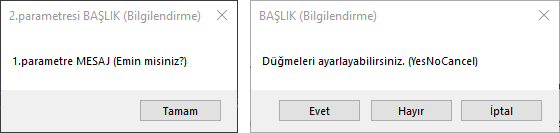 2.parametresi BAŞLIK (Bilgilendirme)
1.parametre MESAJ (Emin misiniz?)
Tamam
BAŞLIK (Bilgilendirme)
Düğmeleri ayarlayabilirsiniz. (YesNoCancel)
Evet Hayır İptal